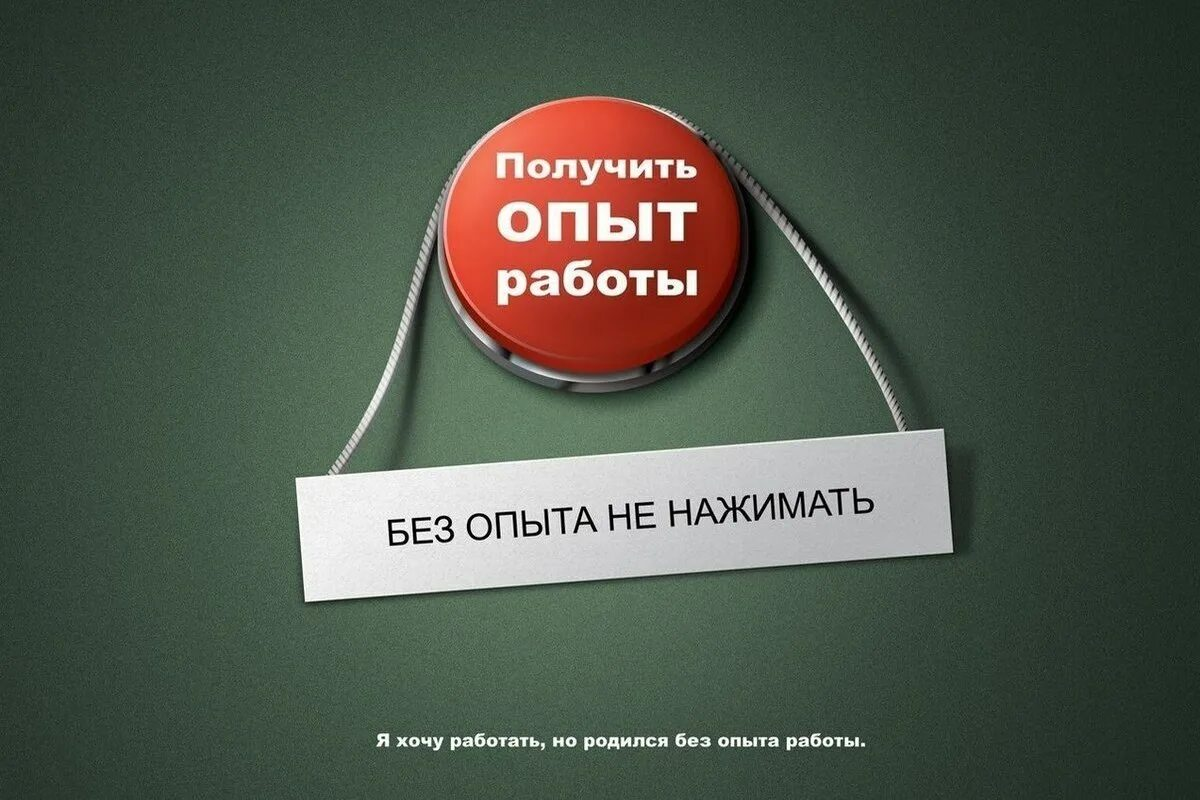 Получить
опыт
работы
БЕЗ ОПЫТА НЕ НАЖИМАТЬ
Я хочу работать, но родился без опыта работы.